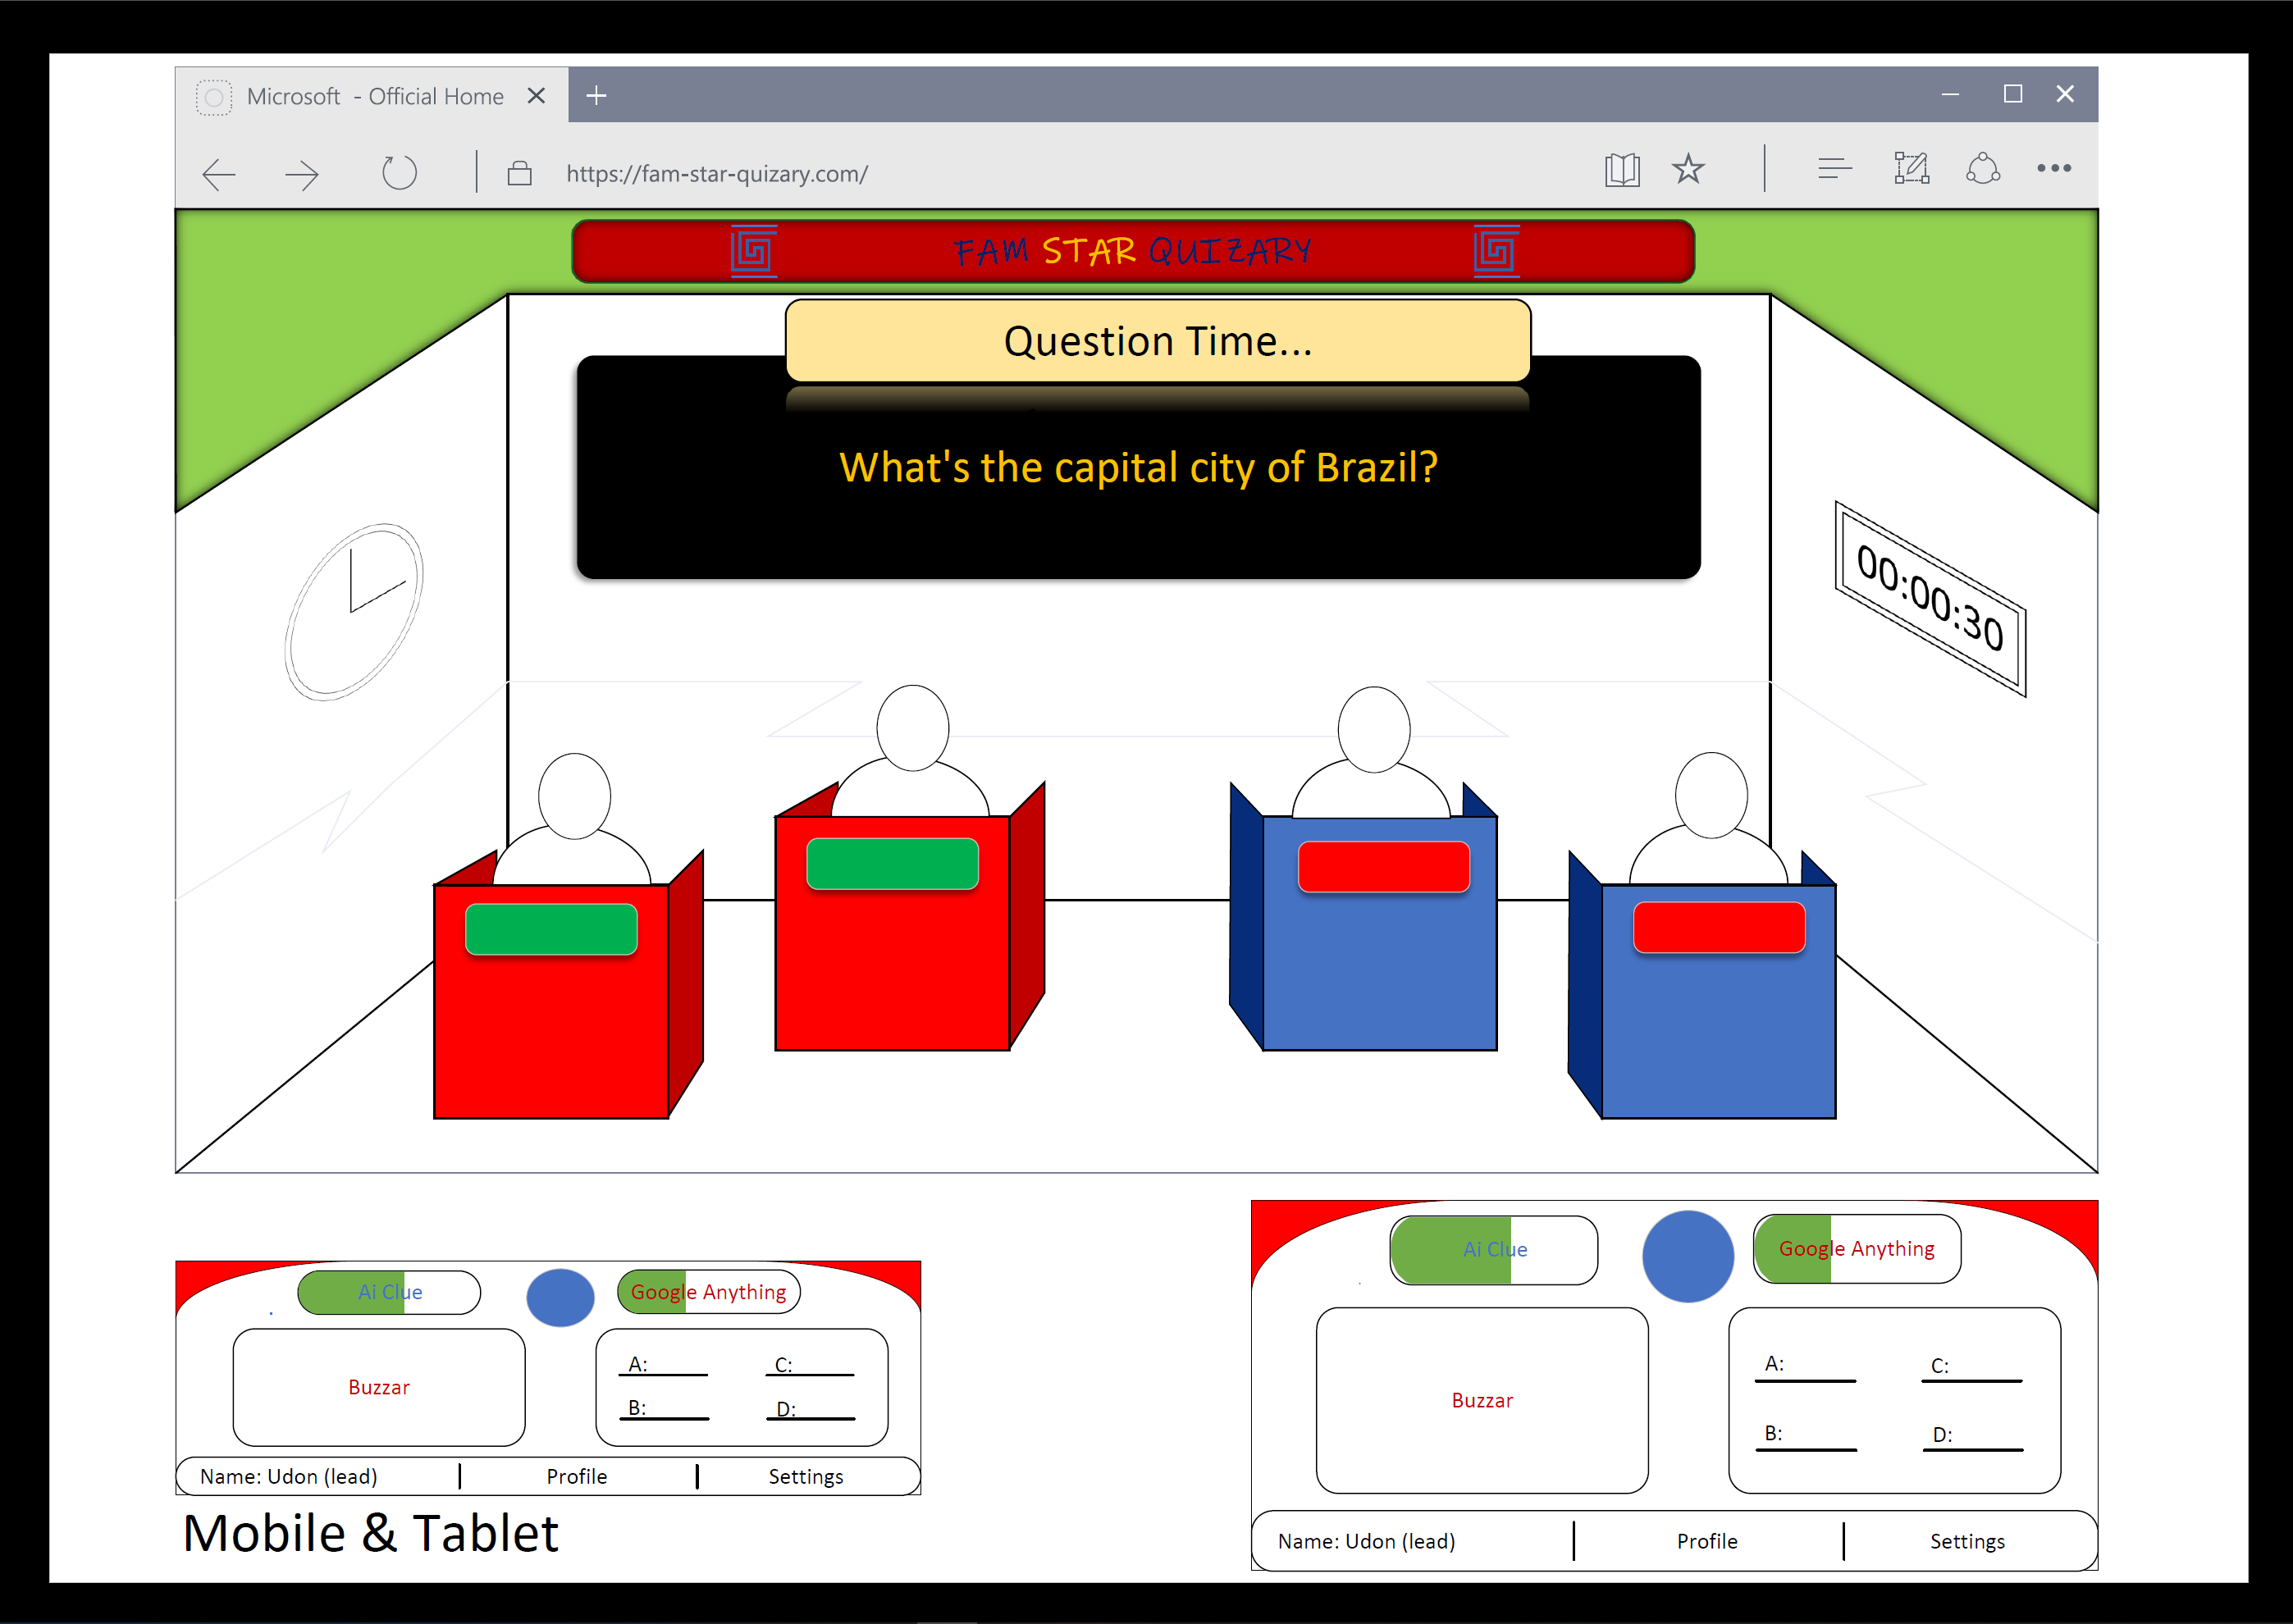 Microsoft - Official Home
https://fam-star-quizary.com/
FAM STAR QUIZARY
Question Time...
What's the capital city of Brazil?
00:00:30
Ai Clue
Google Anything
Buzzar
A:
C:
B:
D:
Name: Udon (lead)
Profile
Settings
Mobile & Tablet
Ai Clue
Google Anything
Buzzar
A:
C:
B:
D:
Name: Udon (lead)
Profile
Settings